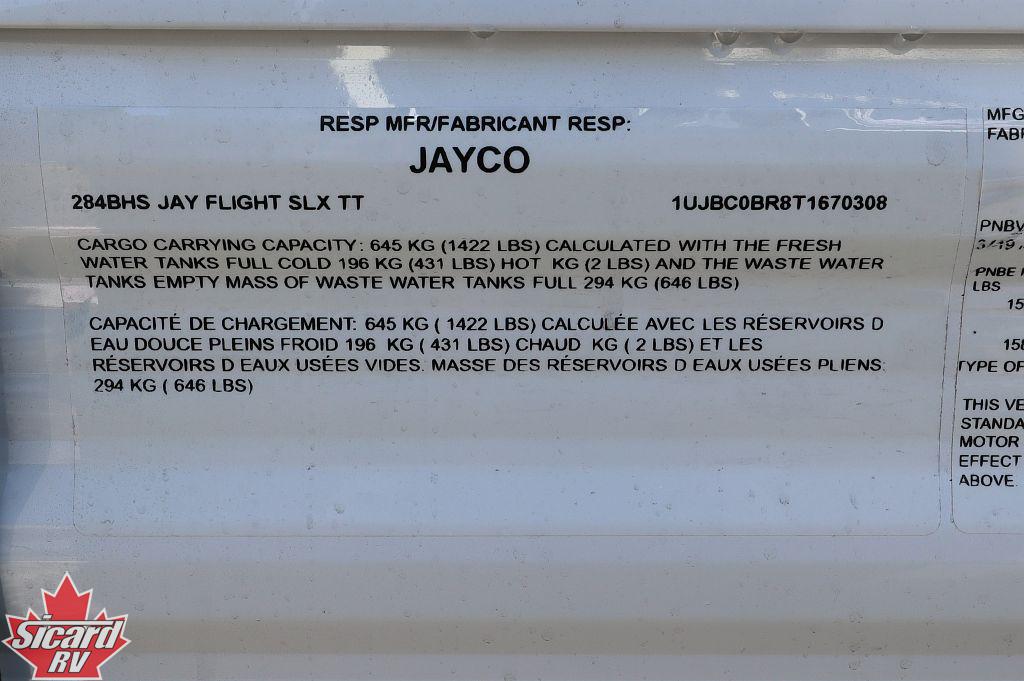 RESP MFR/FABRICANT RESP:
JAYCO
284BHS JAY FLIGHT SLX TT 1UJBC0BR8T1670308
CARGO CARRYING CAPACITY: 645 KG (1422 LBS) CALCULATED WITH THE FRESH
WATER TANKS FULL COLD 196 KG (431 LBS) HOT KG (2 LBS) AND THE WASTE WATER
TANKS EMPTY MASS OF WASTE WATER TANKS FULL 294 KG (646 LBS)
CAPACITÉ DE CHARGEMENT: 645 KG ( 1422 LBS) CALCULÉE AVEC LES RÉSERVOIRS D
EAU DOUCE PLEINS FROID 196 KG ( 431 LBS) CHAUD KG ( 2 LBS) ET LES
RÉSERVOIRS D EAUX USÉES VIDES. MASSE DES RÉSERVOIRS D EAUX USÉES PLIENS:
294 KG ( 646 LBS)
MFG
FABR
PNBV
PNBE
LBS
15
158
TYPE OF
THIS VE
STANDA
MOTOR
EFFECT
ABOVE.
Sicard
RV